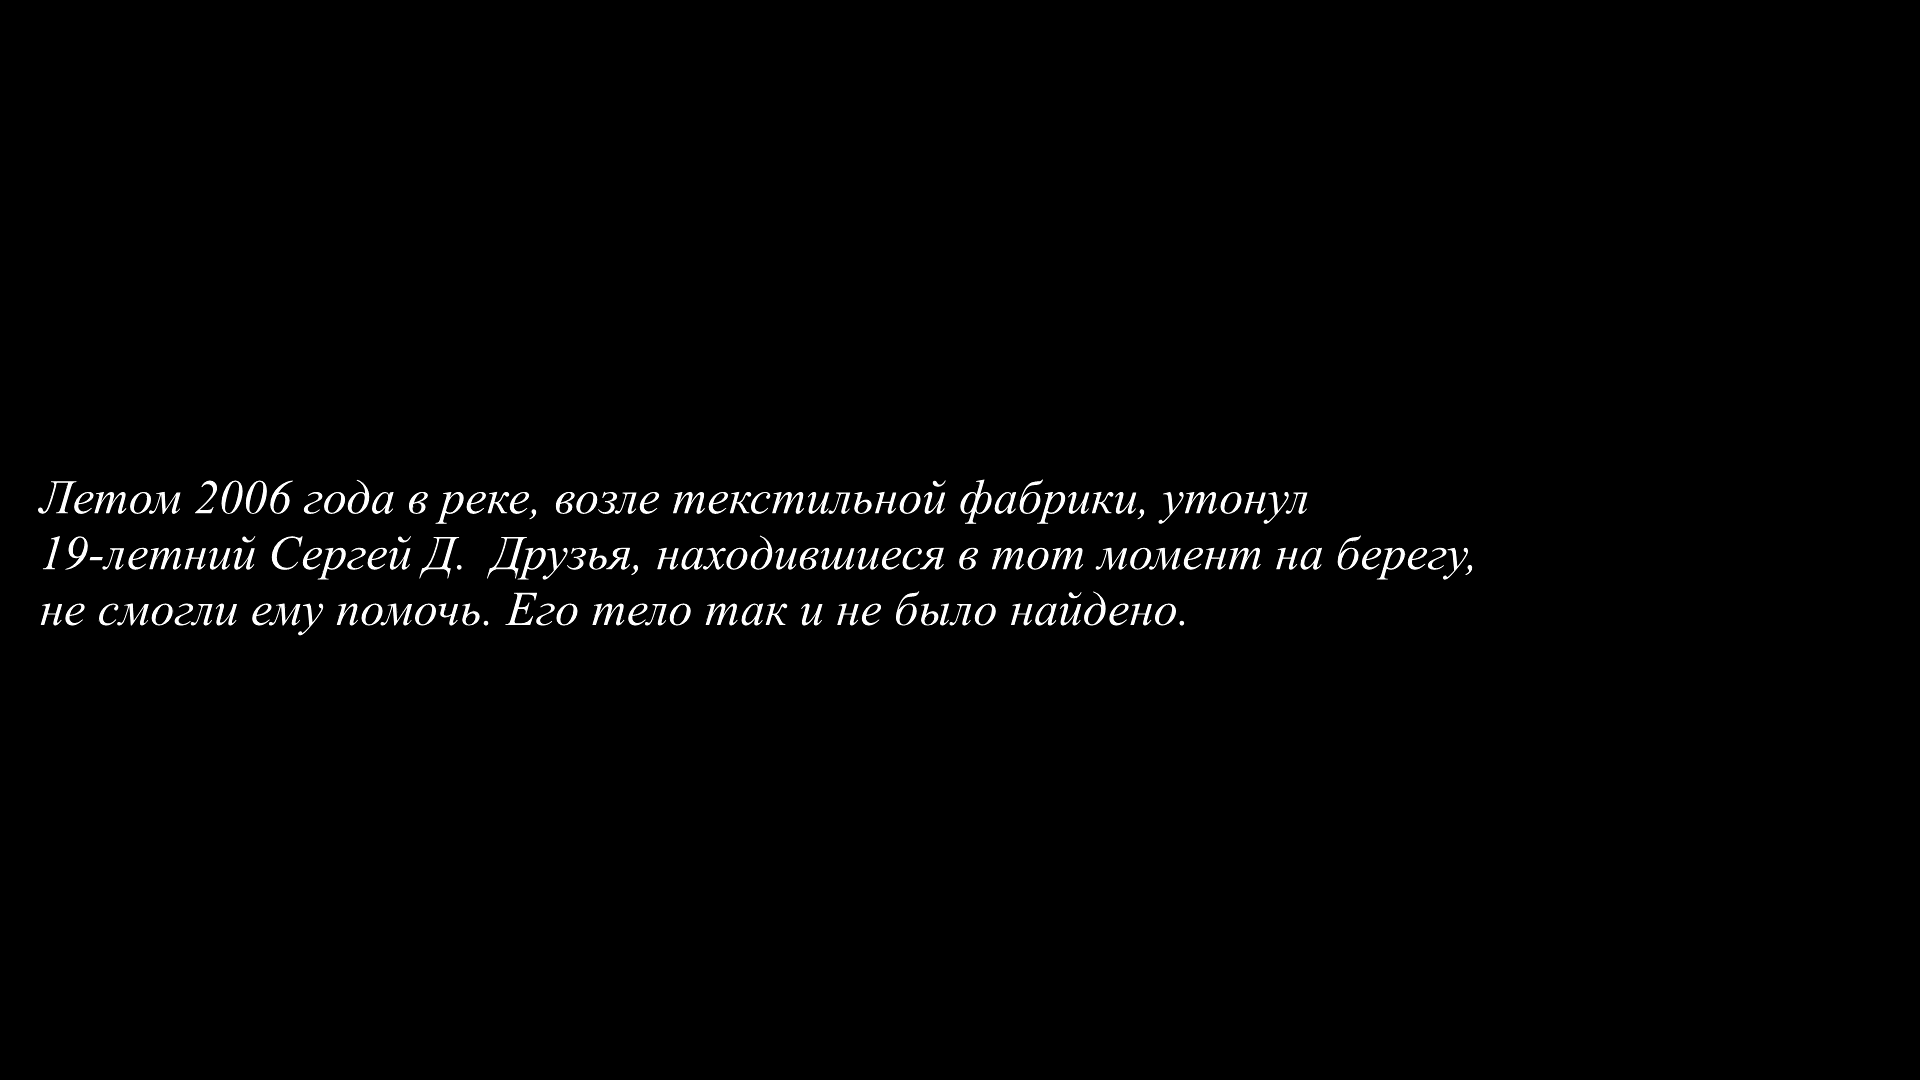 Летом 2006 года в реке, возле текстильной фабрики, утонул
19-летний Сергей Д.  Друзья, находившиеся в тот момент на берегу,
не смогли ему помочь. Его тело так и не было найдено.